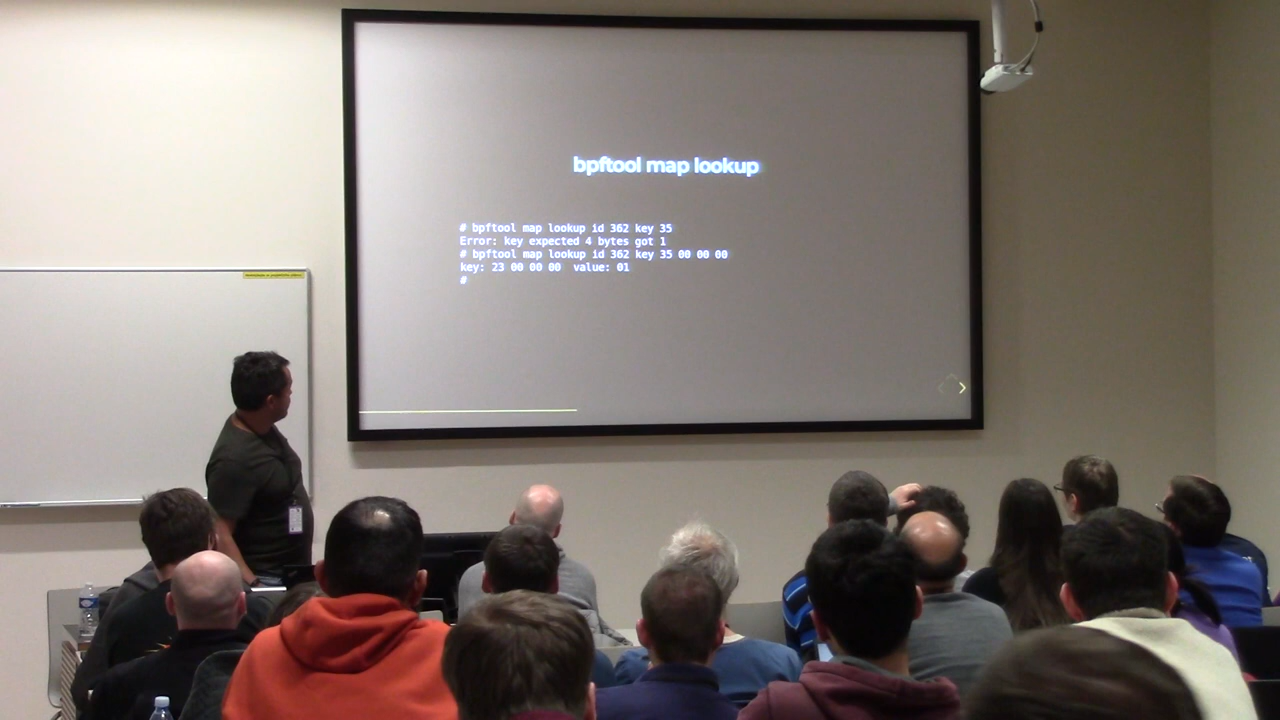 bpftool map lookup
# bpftool map lookup id 362 key 35
Error: key expected 4 bytes got 1
# bpftool map lookup id 362 key 35 00 00 00
key: 23 00 00 00  value: 01
#